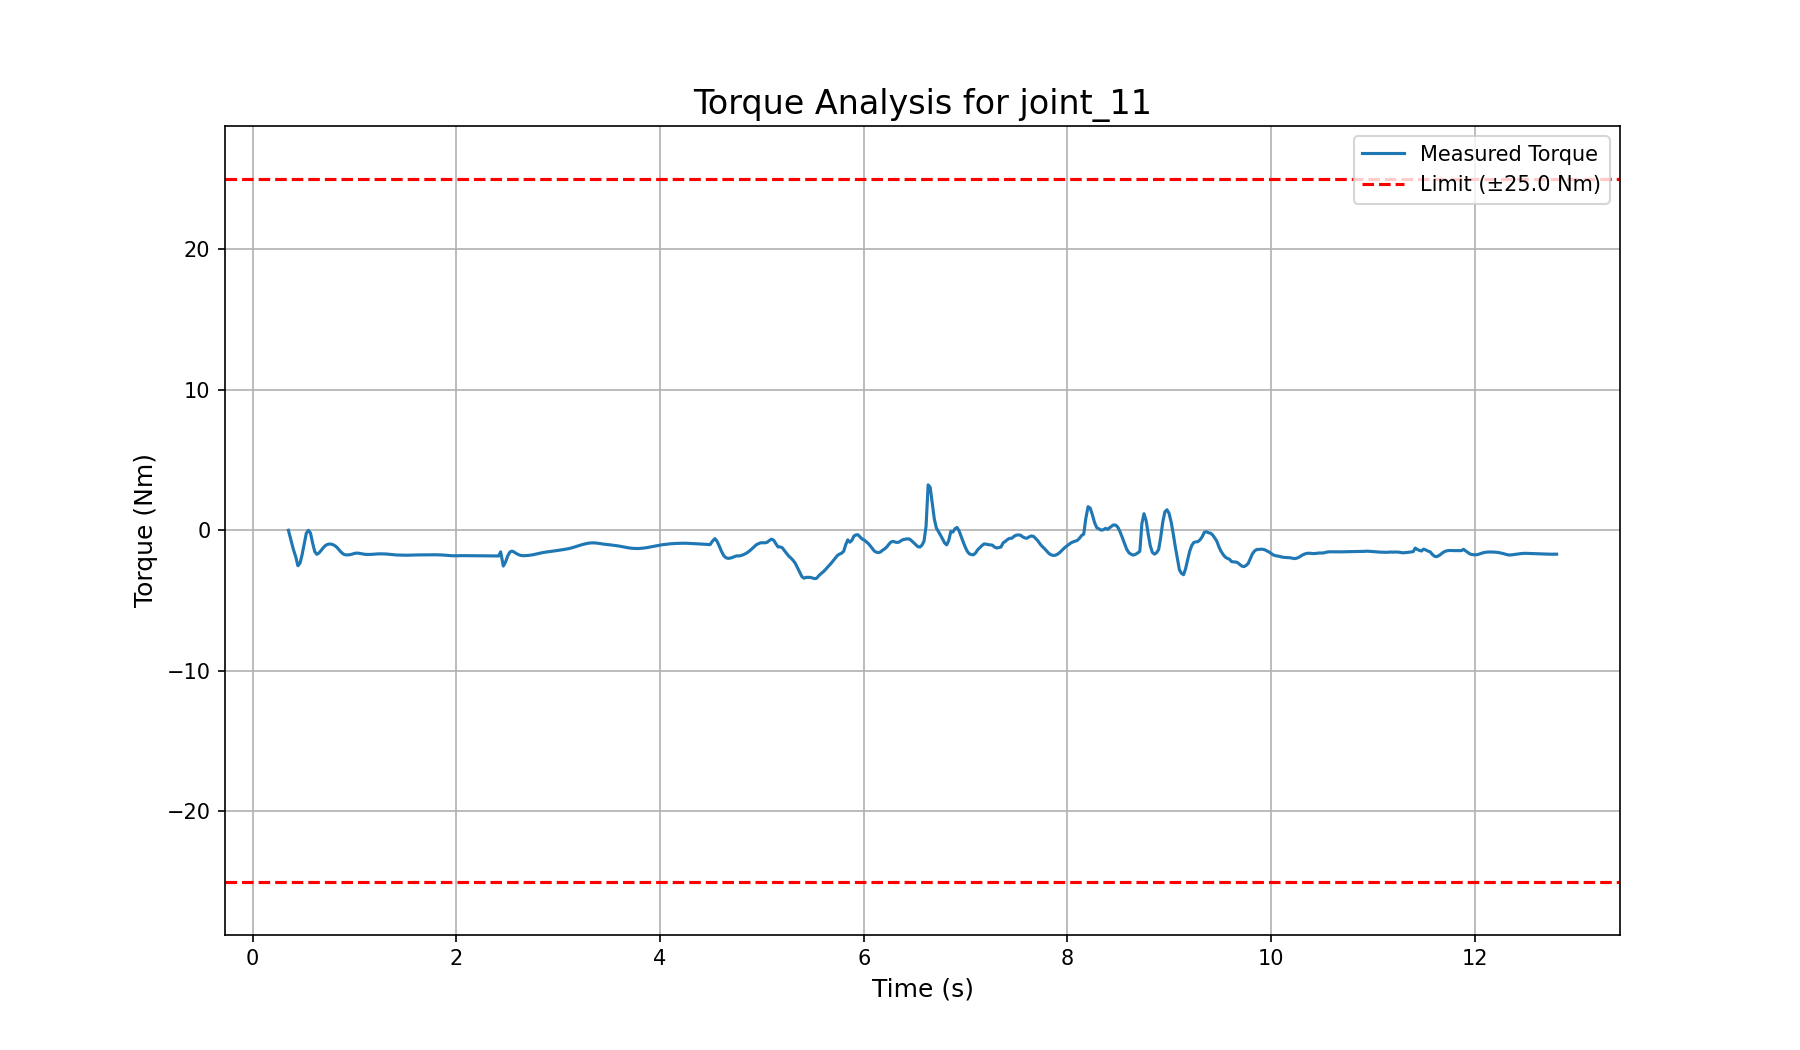 Torque Analysis for joint_11
Measured Torque
Limit (±25.0 Nm)
Torque (Nm)
20
10
0
−10
−20
0 2 4 6 8 10 12
Time (s)